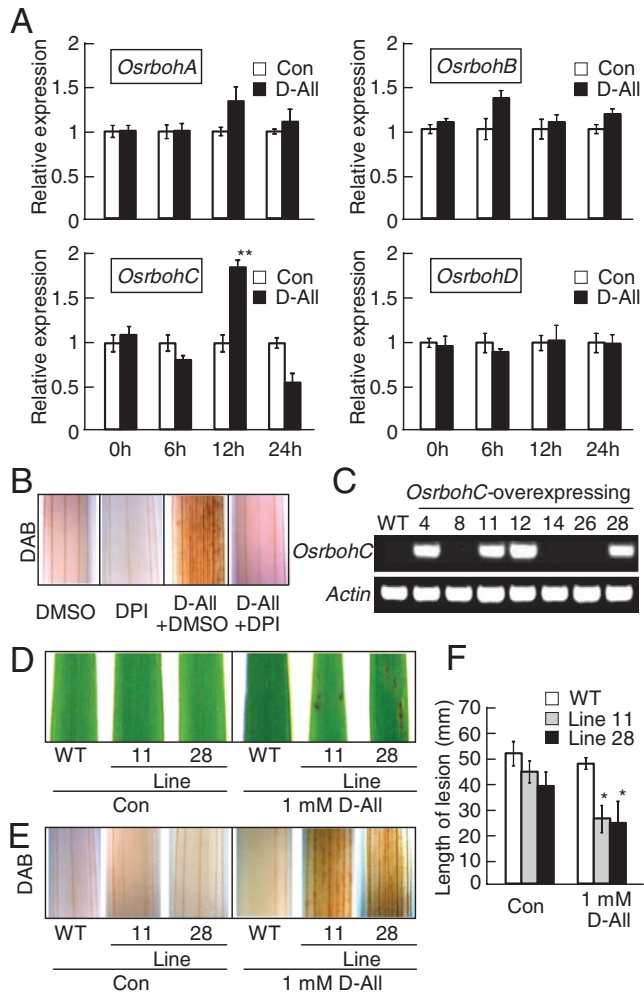 A
Relative expression
2
1.5
1
0.5
0
OsrbohA
Con
D-All
Relative expression
2
1.5
1
0.5
0
OsrbohB
Con
D-All
Relative expression
2
1.5
1
0.5
0
OsrbohC
**
Con
D-All
0h 6h 12h 24h
Relative expression
2
1.5
1
0.5
0
OsrbohD
Con
D-All
0h 6h 12h 24h
B
DAB
DMSO DPI D-All +DMSO D-All +DPI
C
OsrbohC-overexpressing
WT 4 8 11 12 14 26 28
OsrbohC
Actin
D
WT 11 28 WT 11 28
Line Line
Con 1 mM D-All
E
DAB
WT 11 28 WT 11 28
Line Line
Con 1 mM D-All
F
Length of lesion (mm)
70
60
50
40
30
20
10
0
WT
Line 11
Line 28
* *
Con 1 mM
D-All